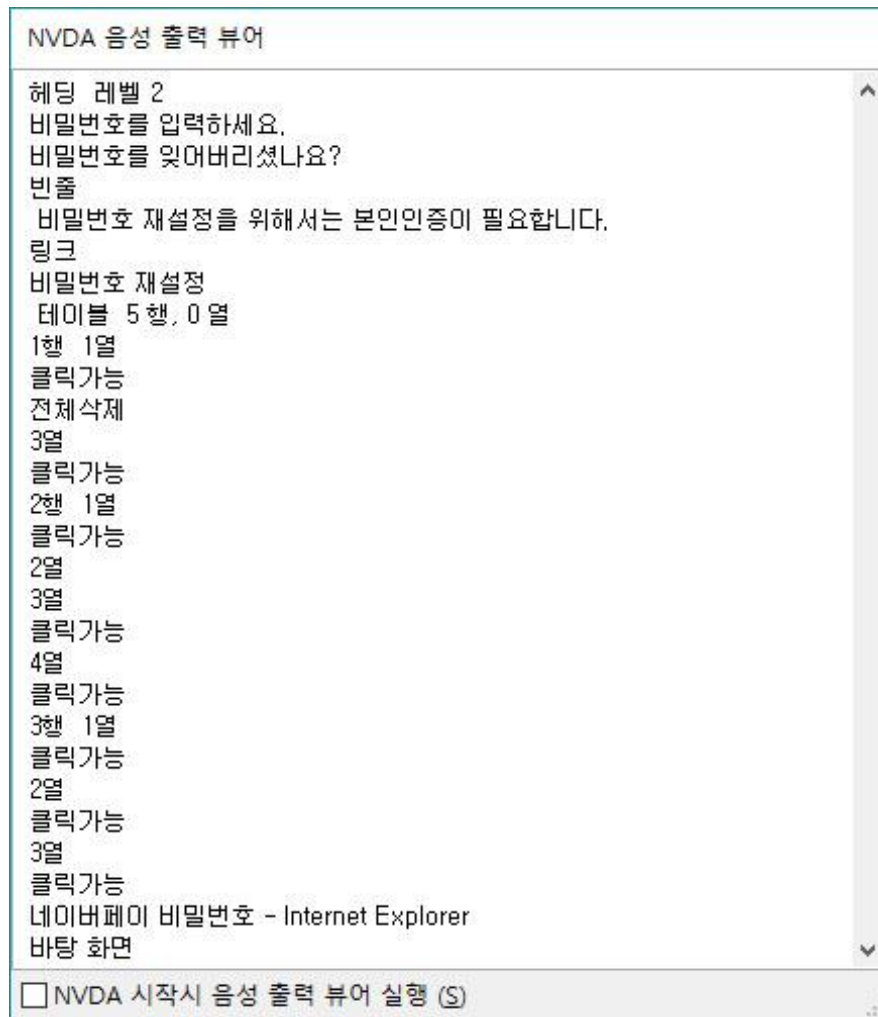 NVDA 음성 출력 뷰어
헤딩 레벨 2
비밀번호를 입력하세요.
비밀번호를 잊어버리셨나요?
빈줄
비밀번호 재설정을 위해서는 본인인증이 필요합니다.
링크
비밀번호 재설정
테이블 5행, 0열
1행 1열
클릭가능
전체삭제
3열
클릭가능
2행 1열
클릭가능
2열
3열
클릭가능
4열
클릭가능
3행 1열
클릭가능
2열
클릭가능
3열
클릭가능
네이버페이 비밀번호 - Internet Explorer
바탕 화면
NVDA 시작시 음성 출력 뷰어 실행 (S)